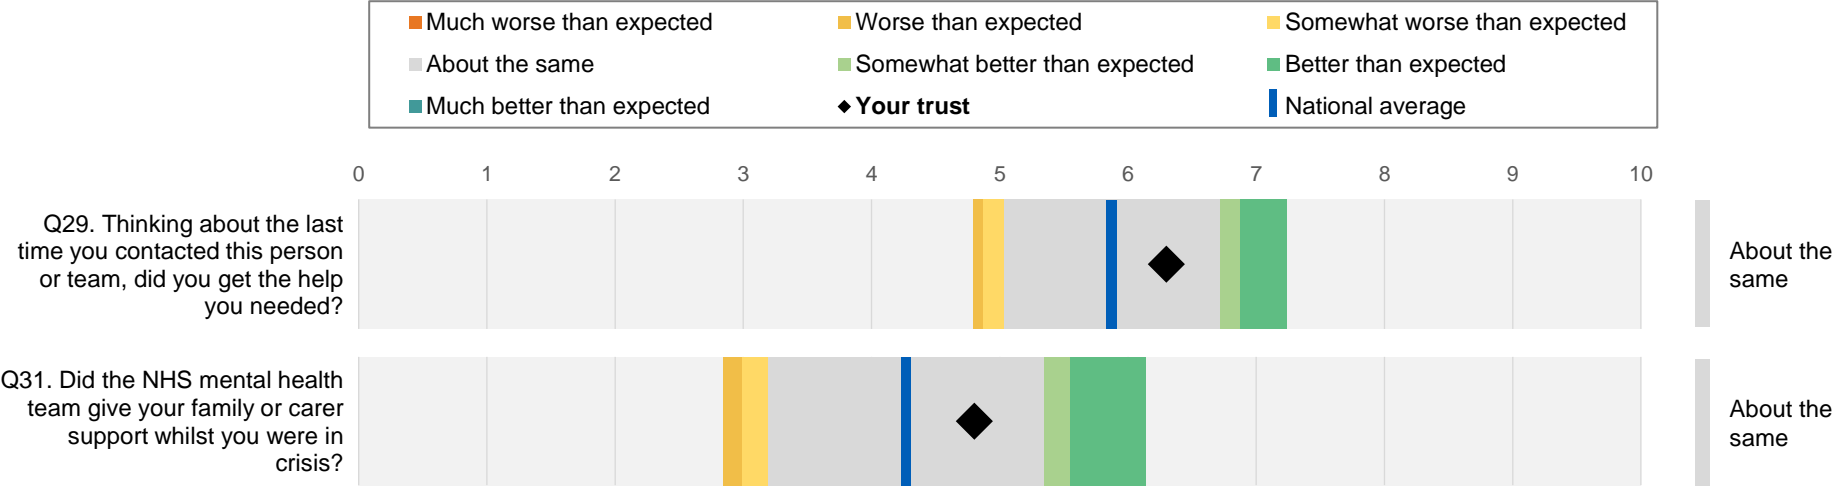 Much worse than expected
Worse than expected
Somewhat worse than expected
About the same
Somewhat better than expected
Better than expected
Much better than expected
Your trust
National average
0 1 2 3 4 5 6 7 8 9 10
Q29. Thinking about the last
time you contacted this person
or team, did you get the help
you needed?
About the
same
Q31. Did the NHS mental health
team give your family or carer
support whilst you were in
crisis?
About the
same